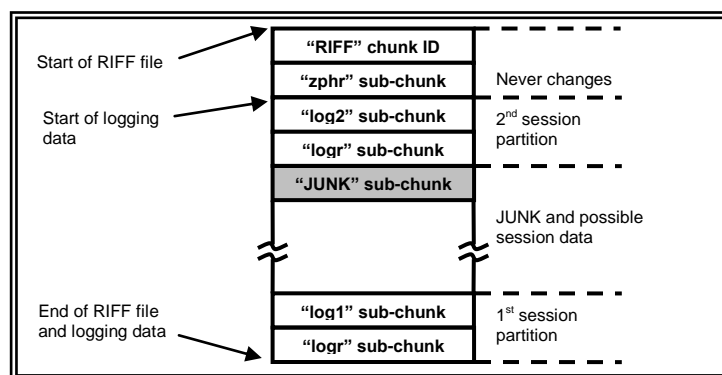 Start of RIFF file
Start of logging
data
End of RIFF file
and logging data
“RIFF” chunk ID
“zphr” sub-chunk
“log2” sub-chunk
“logr” sub-chunk
“JUNK” sub-chunk
“log1” sub-chunk
“logr” sub-chunk
Never changes
2nd session
partition
JUNK and possible
session data
1st session
partition